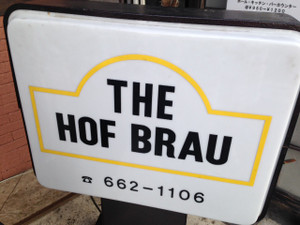 THE
HOF BRAU
☎ 662-1106